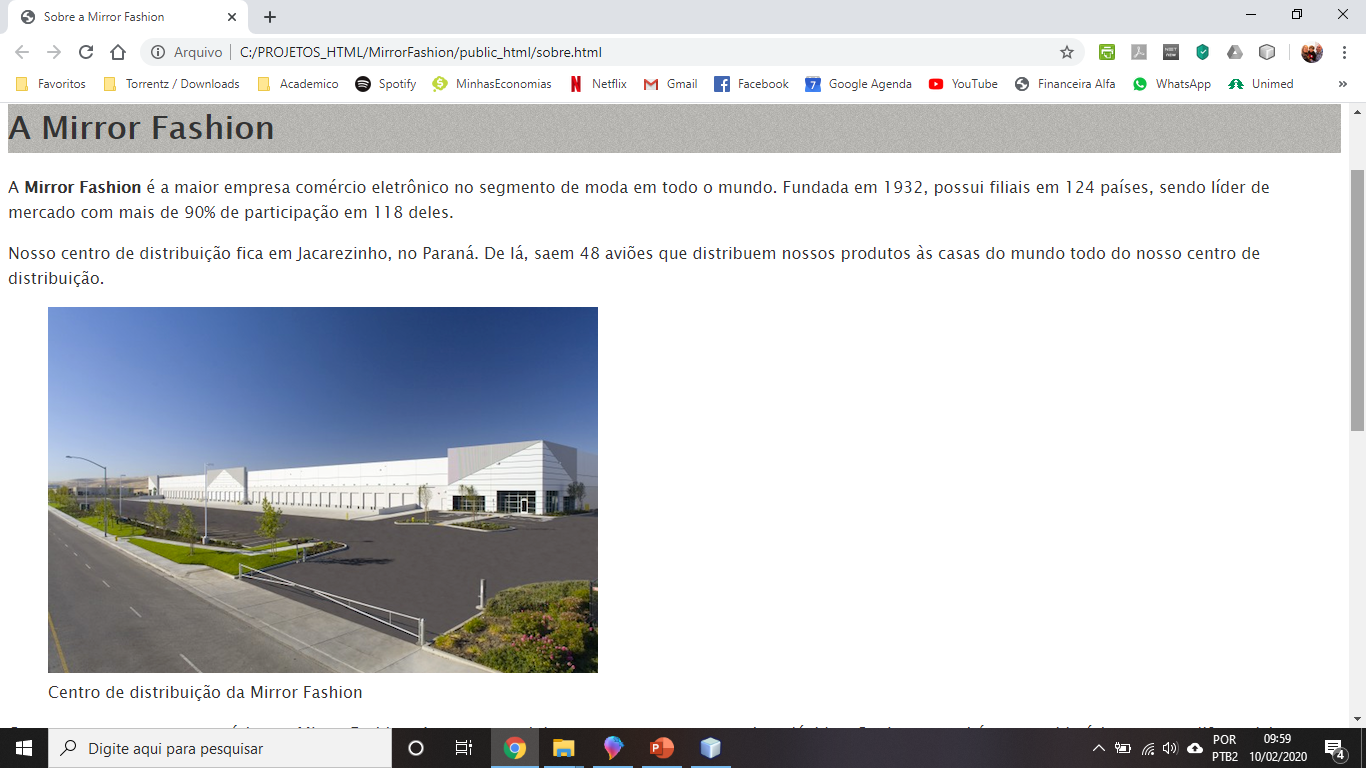 Sobre a Mirror Fashion
Arquivo
C:/PROJETOS_HTML/MirrorFashion/public_html/sobre.html
Favoritos Torrentz / Downloads Academico Spotify MinhasEconomias Netflix Gmail Facebook 7 Google Agenda YouTube Financeira Alfa WhatsApp Unimed »
A Mirror Fashion
A Mirror Fashion é a maior empresa comércio eletrônico no segmento de moda em todo o mundo. Fundada em 1932, possui filiais em 124 países, sendo líder de
mercado com mais de 90% de participação em 118 deles.
Nosso centro de distribuição fica em Jacarezinho, no Paraná. De lá, saem 48 aviões que distribuem nossos produtos às casas do mundo todo do nosso centro de
distribuição.
Centro de distribuição da Mirror Fashion
Digite aqui para pesquisar
POR
PTB2
09:59
10/02/2020
4